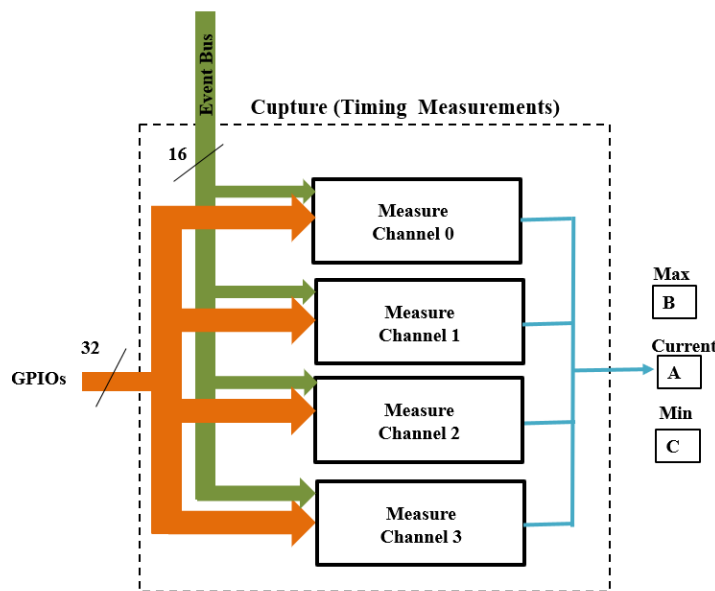 Event Bus
Cupture (Timing Measurements)
16
Measure
Channel 0
Max
B
Measure
Channel 1
32
Current
GPIOs
A
Measure
Channel 2
Min
C
Measure
Channel 3